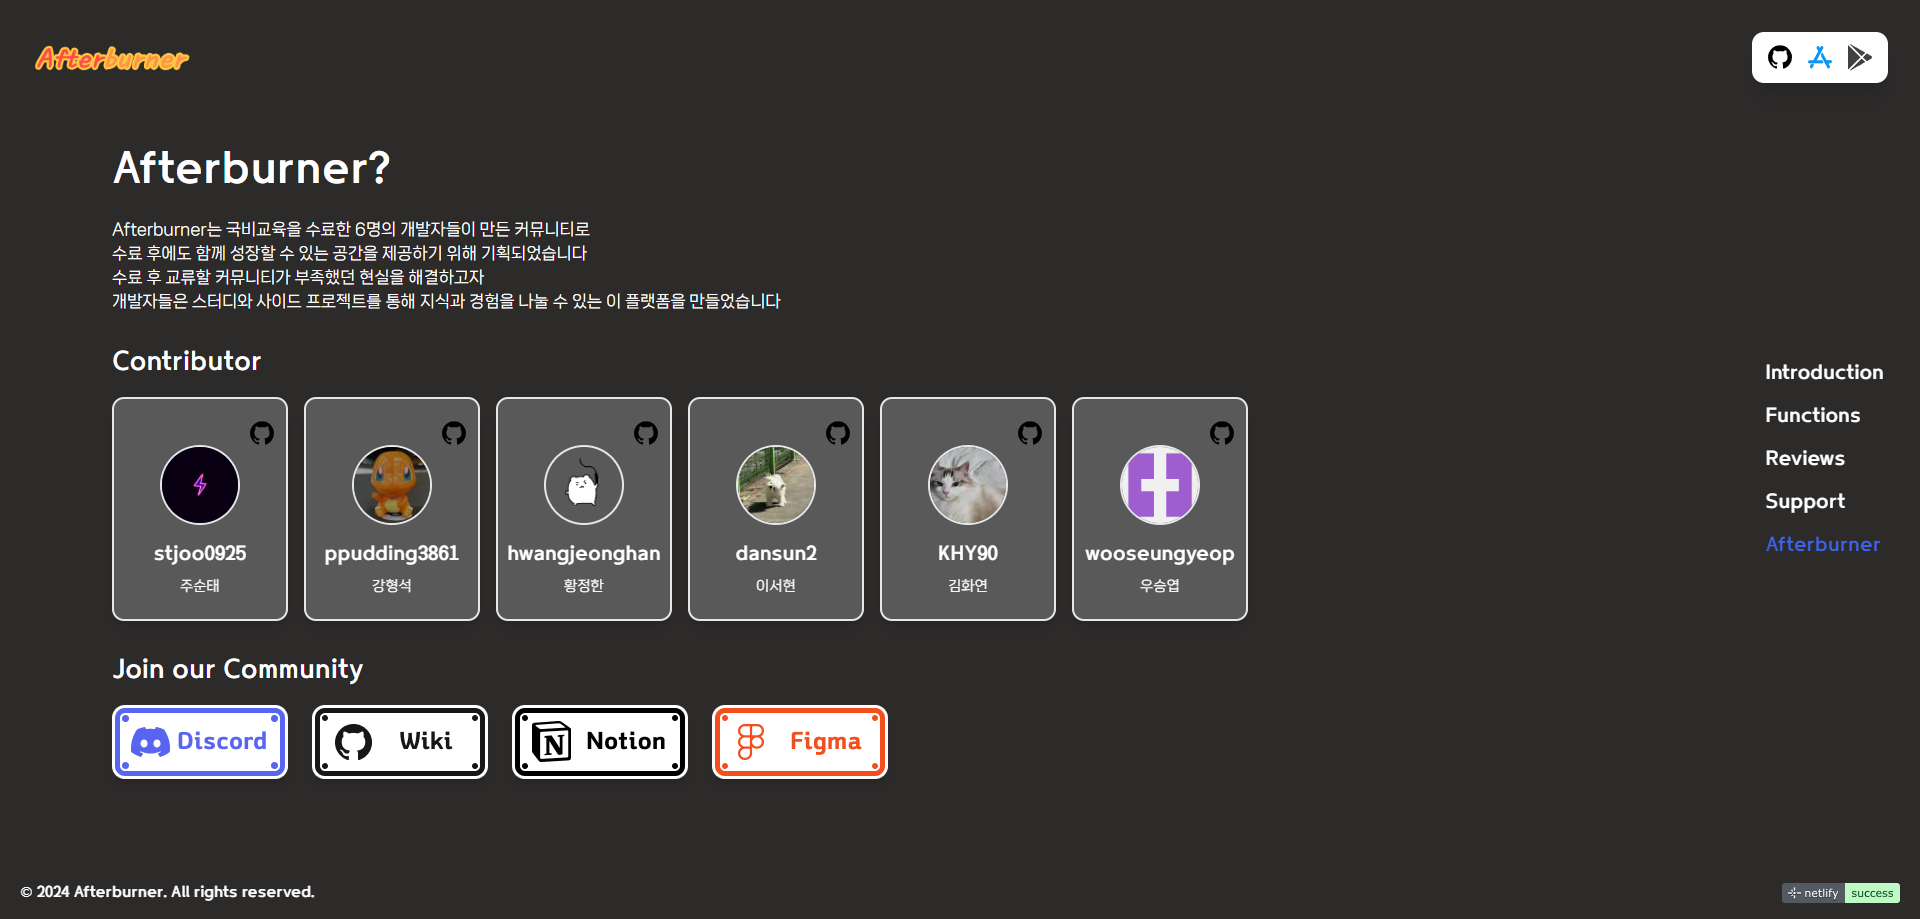 Afterburner
Afterburner?
Afterburner는 국비교육을 수료한 6명의 개발자들이 만든 커뮤니티로
수료 후에도 함께 성장할 수 있는 공간을 제공하기 위해 기획되었습니다
수료 후 교류할 커뮤니티가 부족했던 현실을 해결하고자
개발자들은 스터디와 사이드 프로젝트를 통해 지식과 경험을 나눌 수 있는 이 플랫폼을 만들었습니다
Contributor
stjoo0925
주순태
ppudding3861
강형석
hwangjeonghan
황정한
dansun2
이서현
KHY90
김화연
wooseungyeop
우승엽
Introduction
Functions
Reviews
Support
Afterburner
Join our Community
Discord
Wiki
N Notion
Figma
© 2024 Afterburner. All rights reserved.
netlify success